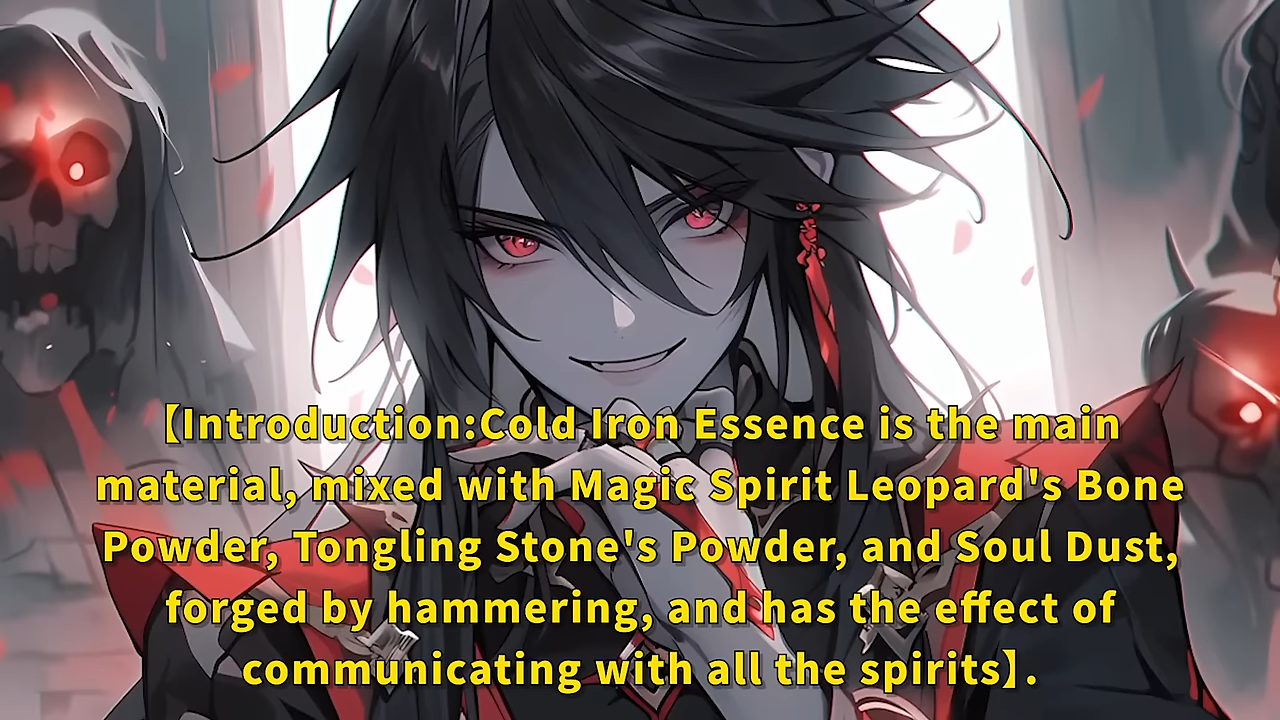 【Introduction:Cold Iron Essence is the main
material, mixed with Magic Spirit Leopard's Bone
Powder, Tongling Stone's Powder, and Soul Dust,
forged by hammering, and has the effect of
communicating with all the spirits】.